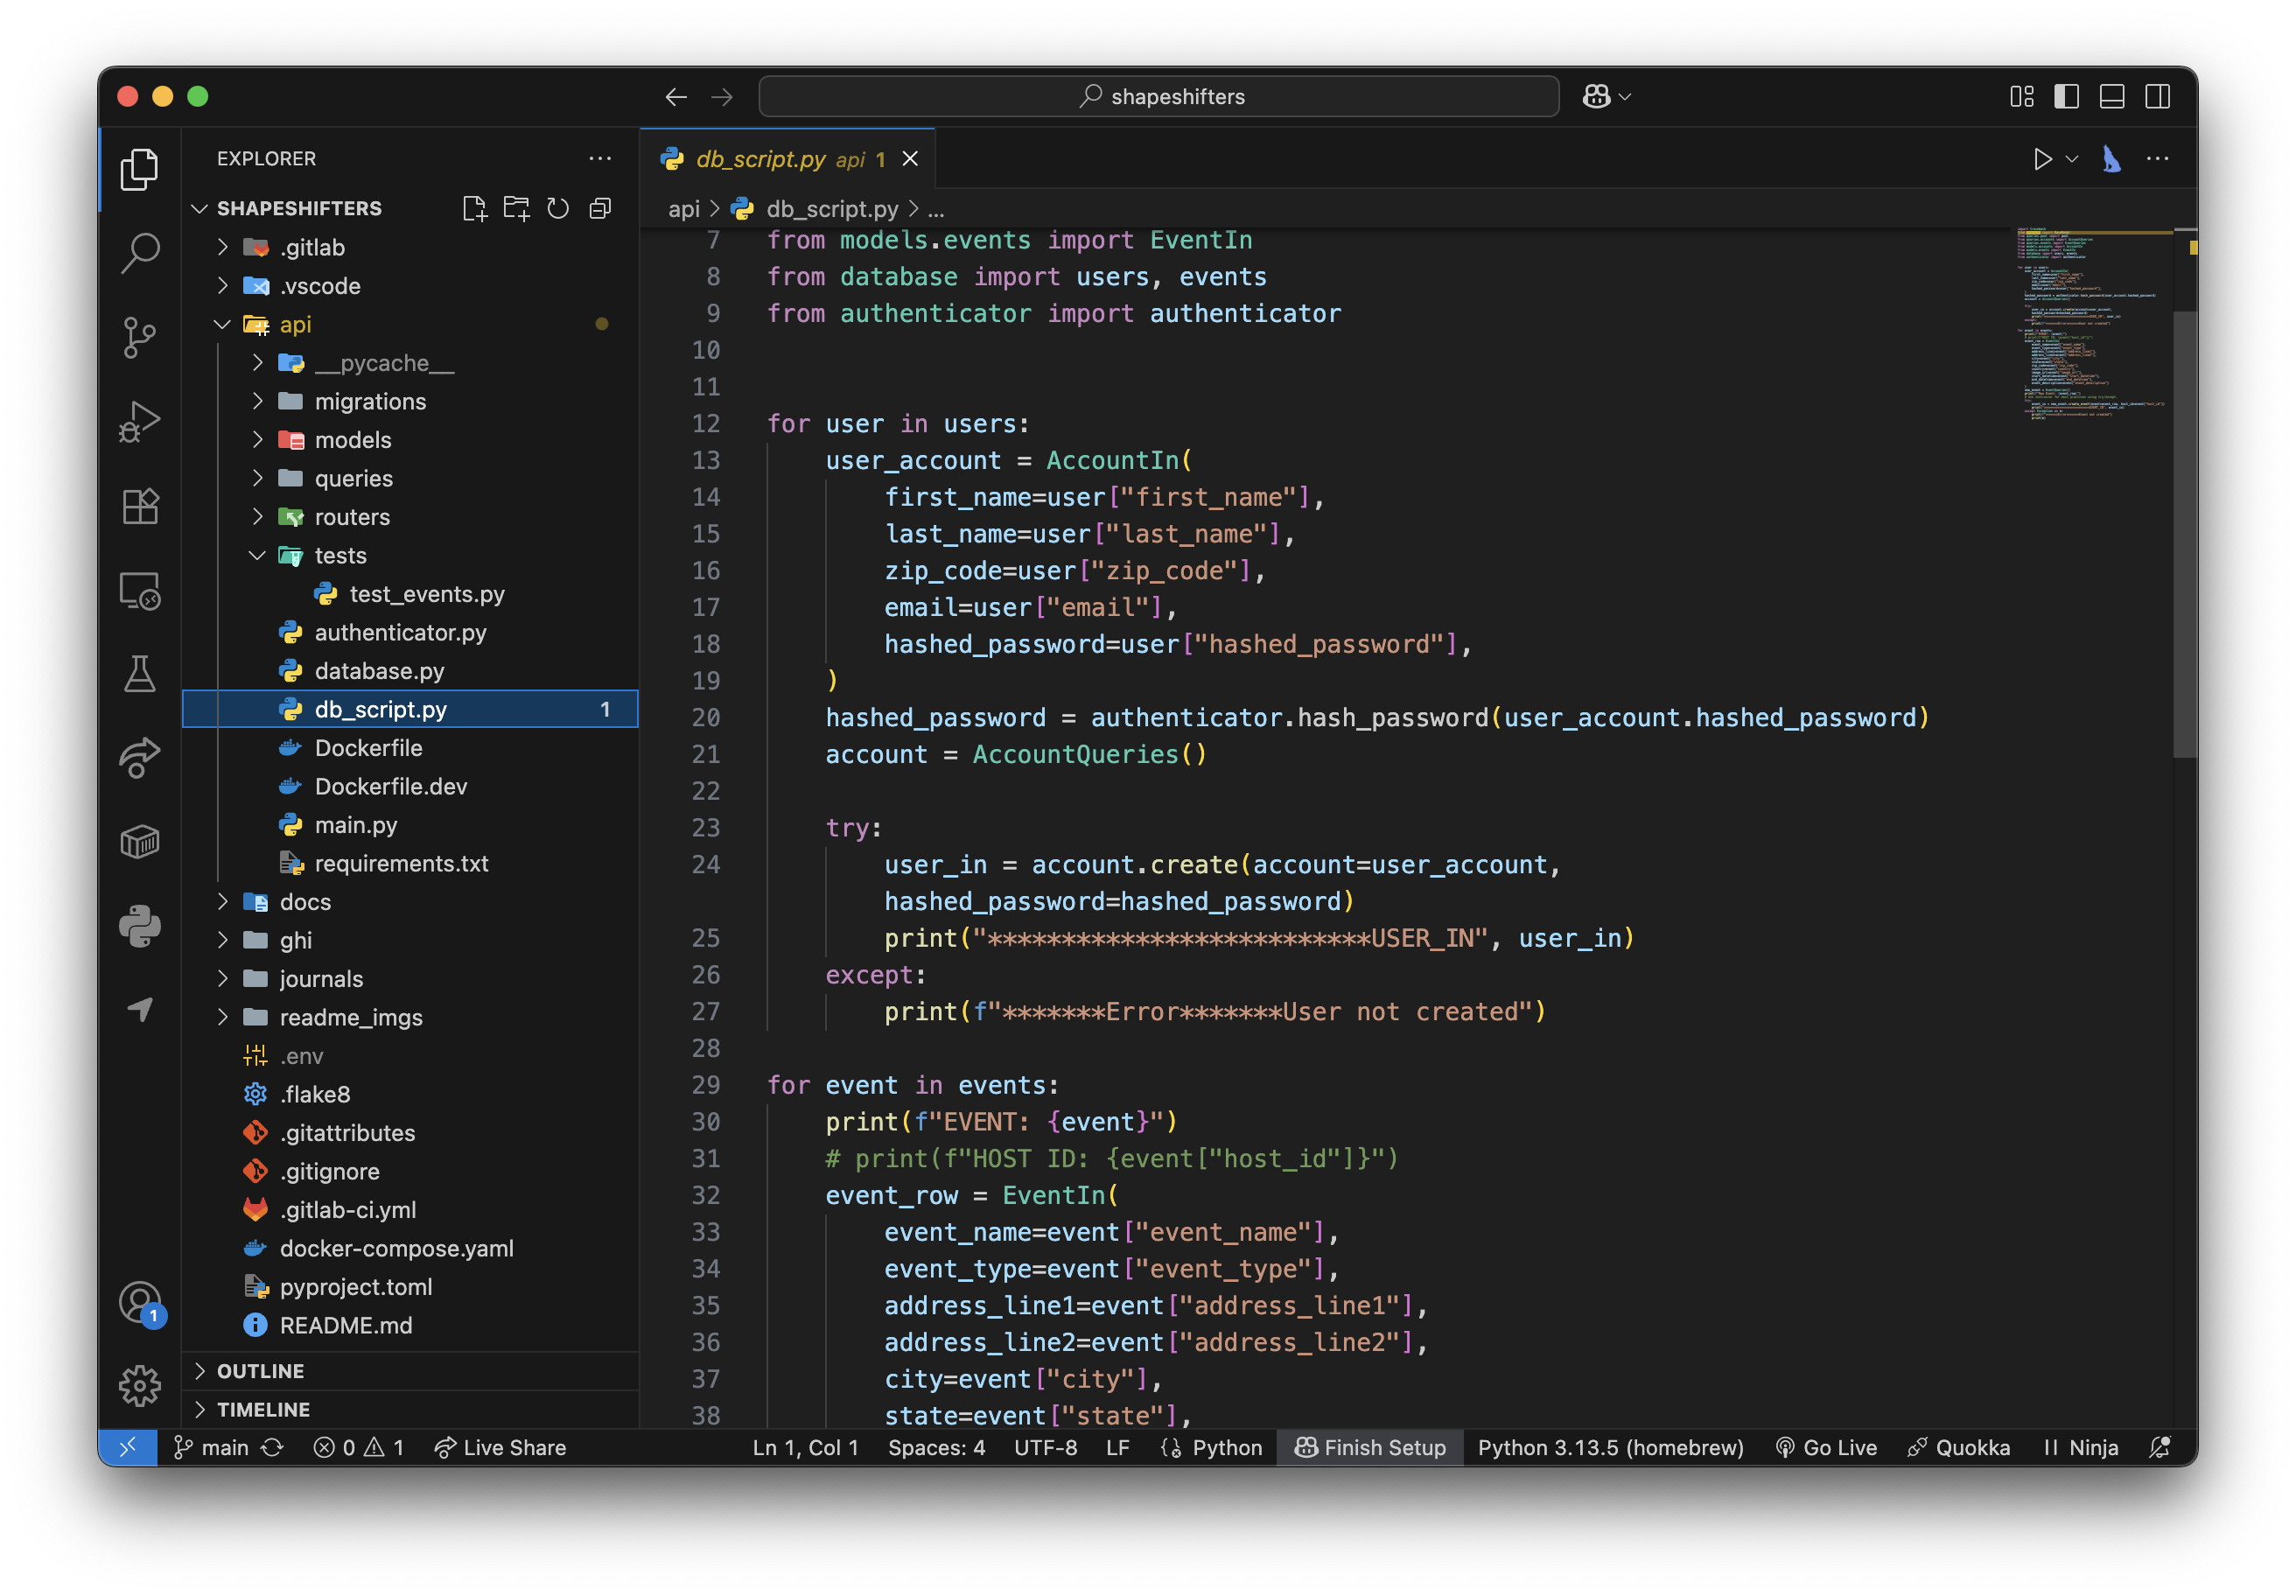 shapeshifters
EXPLORER
SHAPESHIFTERS
.gitlab
.vscode
api
__pycache__
migrations
models
queries
routers
tests
test_events.py
authenticator.py
database.py
db_script.py 1
Dockerfile
Dockerfile.dev
main.py
requirements.txt
docs
ghi
journals
readme_imgs
.env
.flake8
.gitattributes
.gitignore
.gitlab-ci.yml
docker-compose.yaml
pyproject.toml
README.md
OUTLINE
TIMELINE
1
db_script.py api 1
api > db_script.py > ...
7 from models.events import EventIn
8 from database import users, events
9 from authenticator import authenticator
10
11
12 for user in users:
13     user_account = AccountIn(
14         first_name=user["first_name"],
15         last_name=user["last_name"],
16         zip_code=user["zip_code"],
17         email=user["email"],
18         hashed_password=user["hashed_password"],
19     )
20     hashed_password = authenticator.hash_password(user_account.hashed_password)
21     account = AccountQueries()
22
23     try:
24         user_in = account.create(account=user_account,
        hashed_password=hashed_password)
25         print("**************************USER_IN", user_in)
26     except:
27         print(f"*******Error*******User not created")
28
29 for event in events:
30     print(f"EVENT: {event}")
31     # print(f"HOST ID: {event["host_id"]}")
32     event_row = EventIn(
33         event_name=event["event_name"],
34         event_type=event["event_type"],
35         address_line1=event["address_line1"],
36         address_line2=event["address_line2"],
37         city=event["city"],
38         state=event["state"],
main 0 1 Live Share Ln 1, Col 1 Spaces: 4 UTF-8 LF Python Finish Setup Python 3.13.5 (homebrew) Go Live Quokka Ninja